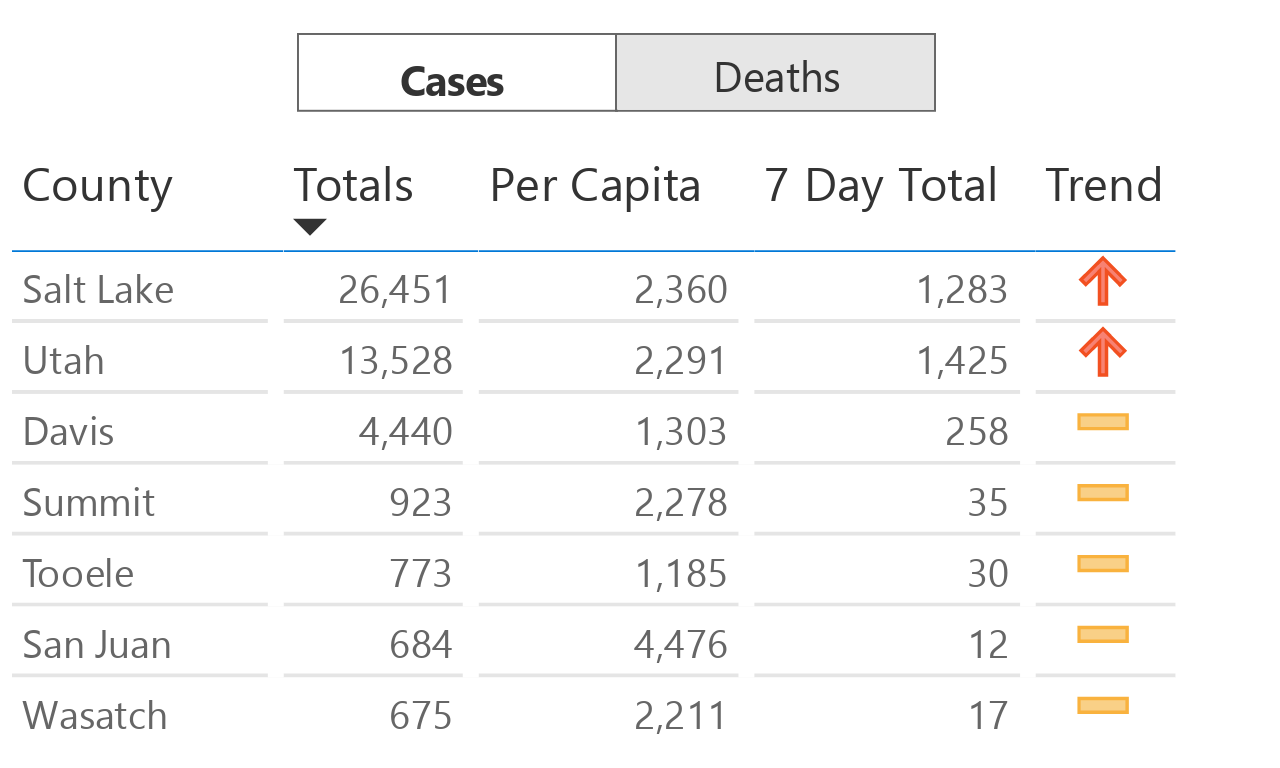 Cases Deaths
County Totals Per Capita 7 Day Total Trend
Salt Lake 26,451 2,360 1,283
Utah 13,528 2,291 1,425
Davis 4,440 1,303 258
Summit 923 2,278 35
Tooele 773 1,185 30
San Juan 684 4,476 12
Wasatch 675 2,211 17